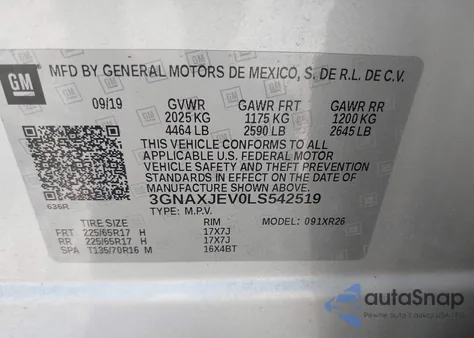 GM
MFD BY GENERAL MOTORS DE MEXICO, S. DE R.L. DE C.V.
09/19 GVWR GAWR FRT GAWR RR
2025 KG 1175 KG 1200 KG
4464 LB 2590 LB 2645 LB
THIS VEHICLE CONFORMS TO ALL
APPLICABLE U.S. FEDERAL MOTOR
VEHICLE SAFETY AND THEFT PREVENTION
STANDARDS IN EFFECT ON THE DATE OF
MANUFACTURE SHOWN ABOVE.
3GNAXJEV0LS542519
636R
TYPE: M.P.V. MODEL: 091XR26
TIRE SIZE RIM
FRT 225/65R17 H 17X7J
RR 225/65R17 H 17X7J
SPA T135/70R16 M 16X4BT
autoSnap